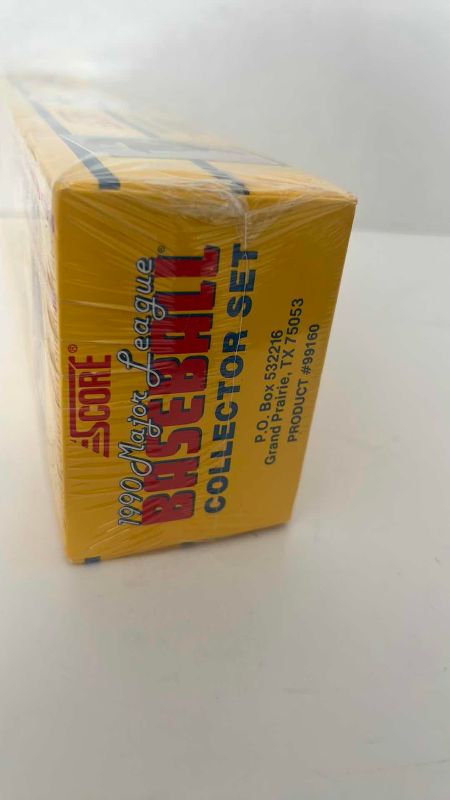 SCORE®
1990 Major League
BASEBALL®
COLLECTOR SET
P.O. Box 532216
Grand Prairie, TX 75053
PRODUCT #99160